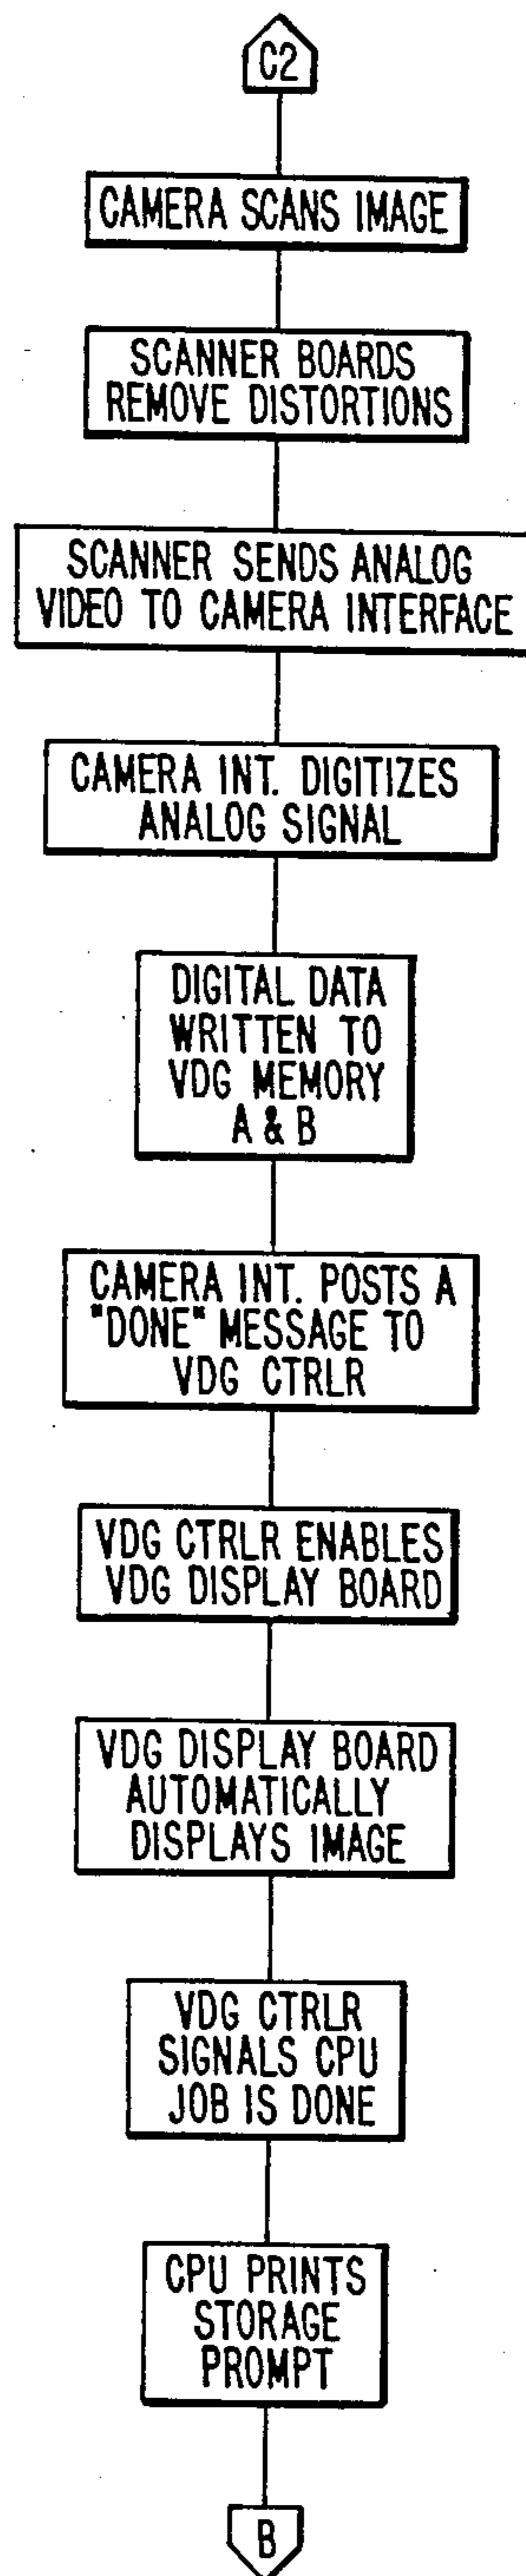 C2
CAMERA SCANS IMAGE
SCANNER BOARDS
REMOVE DISTORTIONS
SCANNER SENDS ANALOG
VIDEO TO CAMERA INTERFACE
CAMERA INT. DIGITIZES
ANALOG SIGNAL
DIGITAL DATA
WRITTEN TO
VDG MEMORY
A & B
CAMERA INT. POSTS A
"DONE" MESSAGE TO
VDG CTRLR
VDG CTRLR ENABLES
VDG DISPLAY BOARD
VDG DISPLAY BOARD
AUTOMATICALLY
DISPLAYS IMAGE
VDG CTRLR
SIGNALS CPU
JOB IS DONE
CPU PRINTS
STORAGE
PROMPT
B